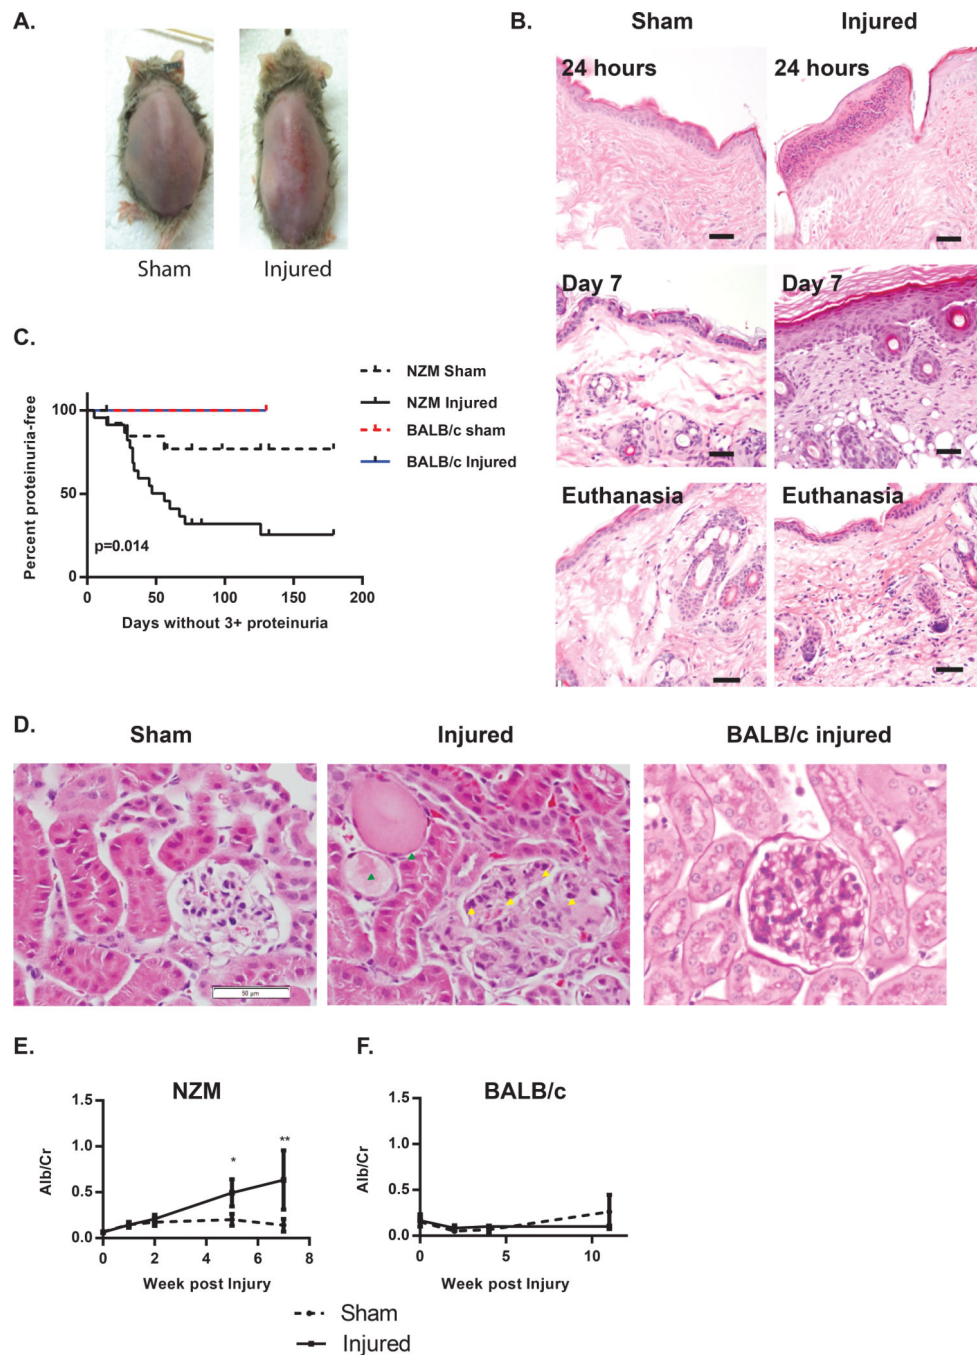 A.
Sham
Injured
B.
Sham
Injured
24 hours
24 hours
Day 7
Day 7
Euthanasia
Euthanasia
C.
NZM Sham
NZM Injured
BALB/c sham
BALB/c Injured
Percent proteinuria-free
100
50
0
p=0.014
0 50 100 150 200
Days without 3+ proteinuria
D.
Sham
Injured
BALB/c injured
50 µm
E.
NZM
Alb/Cr
1.5
1.0
0.5
0.0
* **
0 2 4 6 8
Week post Injury
F.
BALB/c
Alb/Cr
1.5
1.0
0.5
0.0
0 5 10
Week post Injury
Sham
Injured